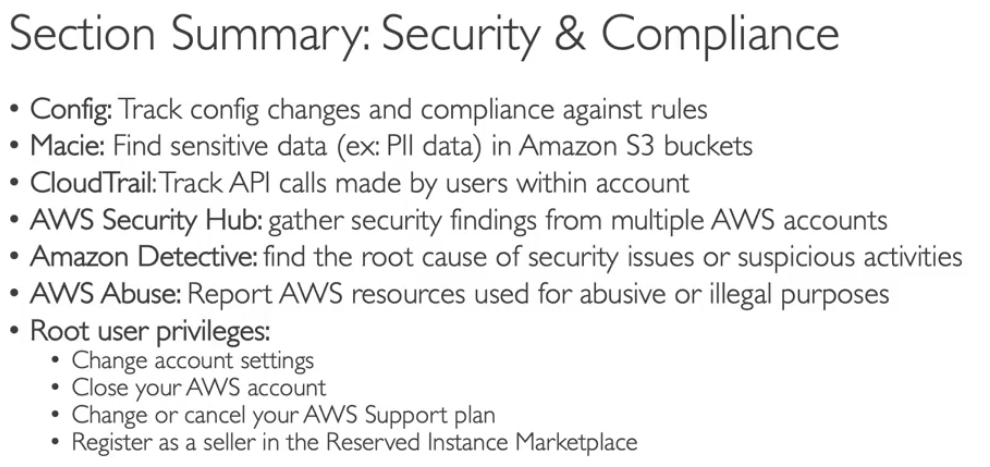 Section Summary: Security & Compliance
• Config: Track config changes and compliance against rules
• Macie: Find sensitive data (ex: PII data) in Amazon S3 buckets
• CloudTrail: Track API calls made by users within account
• AWS Security Hub: gather security findings from multiple AWS accounts
• Amazon Detective: find the root cause of security issues or suspicious activities
• AWS Abuse: Report AWS resources used for abusive or illegal purposes
• Root user privileges:
• Change account settings
• Close your AWS account
• Change or cancel your AWS Support plan
• Register as a seller in the Reserved Instance Marketplace